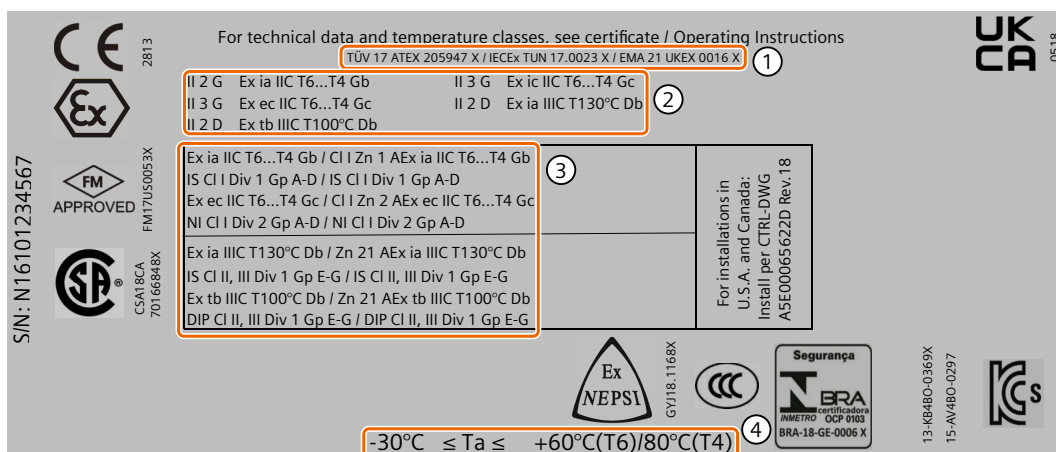 For technical data and temperature classes, see certificate / Operating Instructions
CE
2813
TÜV 17 ATEX 205947 X / IECEx TUN 17.0023 X / EMA 21 UKEX 0016 X
1
UK
CA
0518
Ex
II 2 G Ex ia IIC T6...T4 Gb
II 3 G Ex ic IIC T6...T4 Gc
II 3 G Ex ec IIC T6...T4 Gc
II 2 D Ex ia IIIC T130°C Db
II 2 D Ex tb IIIC T100°C Db
2
S/N: N16101234567
FM
APPROVED
FM17US0053X
SA
®
CSA18CA
70166848X
Ex ia IIC T6...T4 Gb / Cl I Zn 1 AEx ia IIC T6...T4 Gb
IS Cl I Div 1 Gp A-D / IS Cl I Div 1 Gp A-D
Ex ec IIC T6...T4 Gc / Cl I Zn 2 AEx ec IIC T6...T4 Gc
NI Cl I Div 2 Gp A-D / NI Cl I Div 2 Gp A-D
Ex ia IIIC T130°C Db / Zn 21 AEx ia IIIC T130°C Db
IS Cl II, III Div 1 Gp E-G / IS Cl II, III Div 1 Gp E-G
Ex tb IIIC T100°C Db / Zn 21 AEx tb IIIC T100°C Db
DIP Cl II, III Div 1 Gp E-G / DIP Cl II, III Div 1 Gp E-G
3
For installations in
U.S.A. and Canada:
Install per CTRL-DWG
A5E00065622D Rev.18
Ex
NEPSI
GYJ18.1168X
CCC
Segurança
INMETRO
BRA
certificadora
OCP 0103
BRA-18-GE-0006 X
13-KB4BO-0369X
15-AV4BO-0297
KCs
-30°C ≤ Ta ≤ +60°C(T6)/80°C(T4)
4